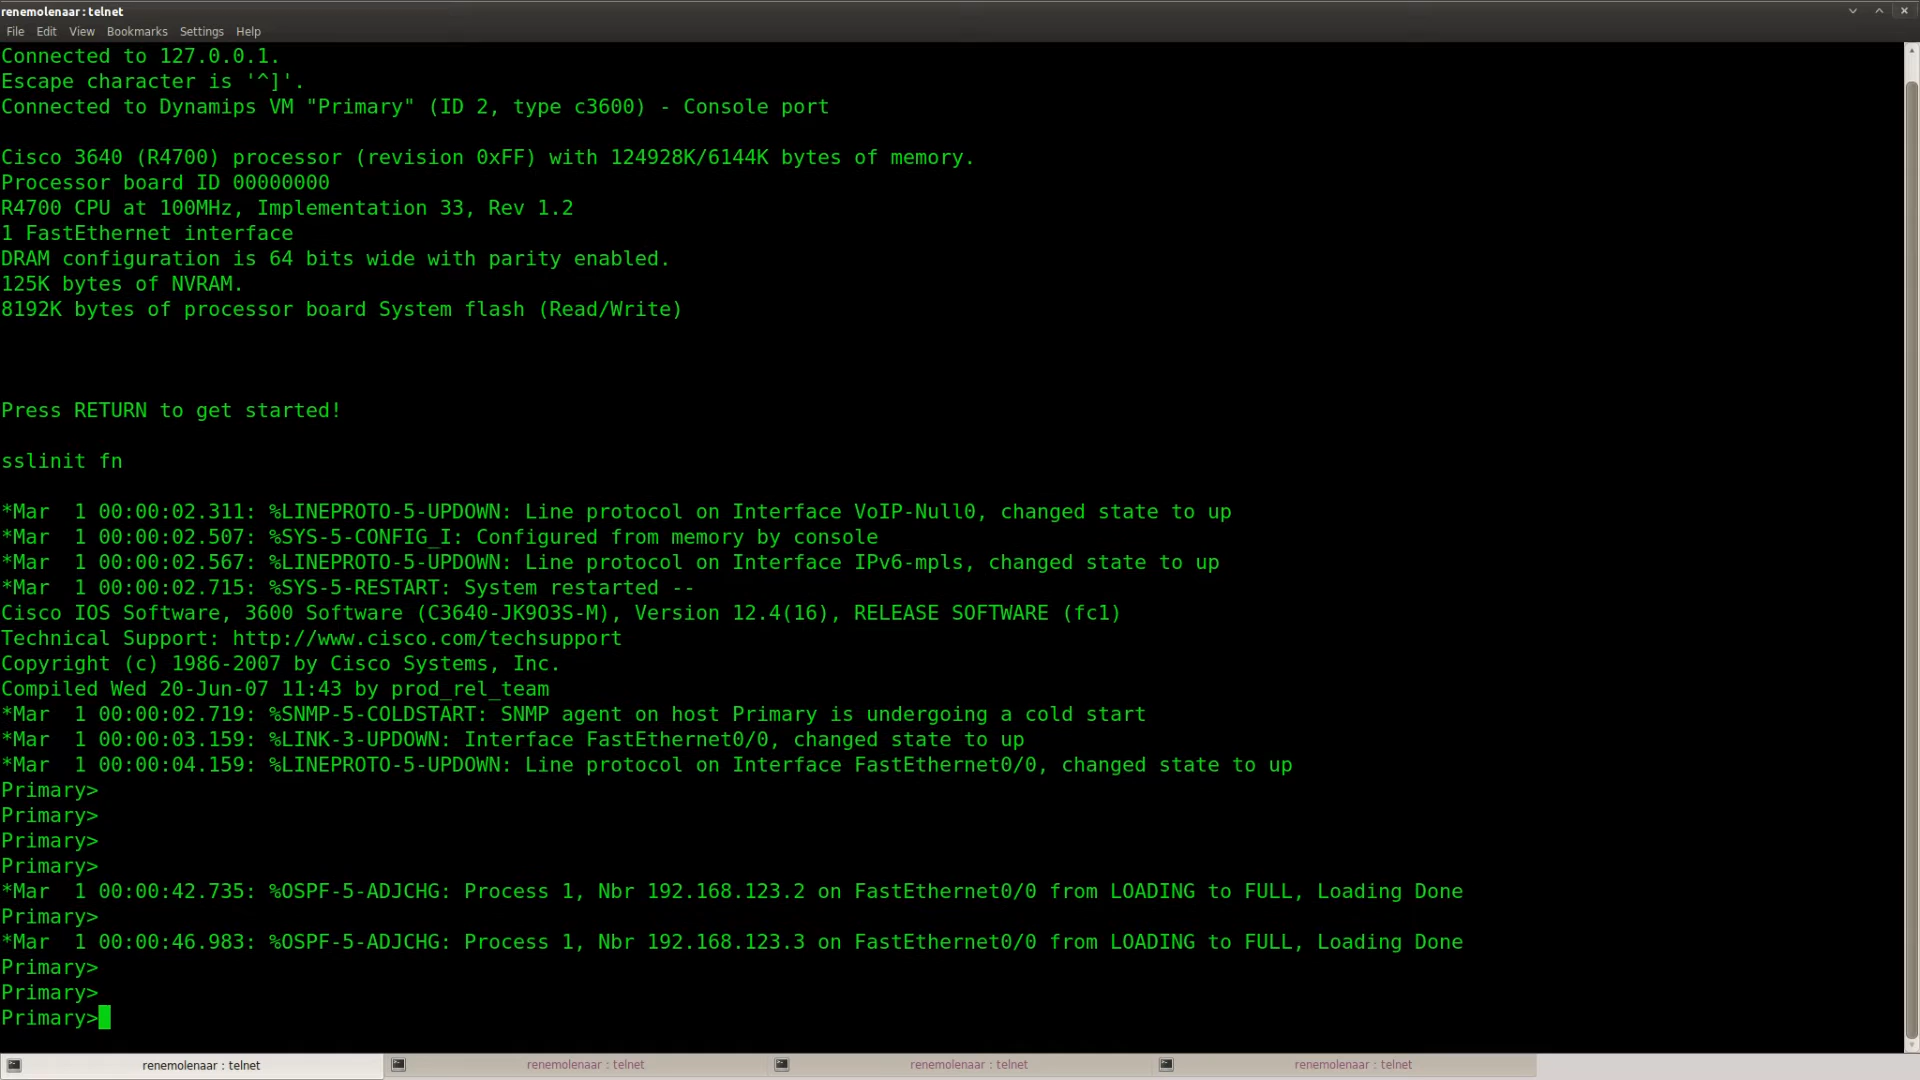 renemolenaar : telnet
File Edit View Bookmarks Settings Help
Connected to 127.0.0.1.
Escape character is '^]'.
Connected to Dynamips VM "Primary" (ID 2, type c3600) - Console port
Cisco 3640 (R4700) processor (revision 0xFF) with 124928K/6144K bytes of memory.
Processor board ID 00000000
R4700 CPU at 100MHz, Implementation 33, Rev 1.2
1 FastEthernet interface
DRAM configuration is 64 bits wide with parity enabled.
125K bytes of NVRAM.
8192K bytes of processor board System flash (Read/Write)
Press RETURN to get started!
sslinit fn
*Mar  1 00:00:02.311: %LINEPROTO-5-UPDOWN: Line protocol on Interface VoIP-Null0, changed state to up
*Mar  1 00:00:02.507: %SYS-5-CONFIG_I: Configured from memory by console
*Mar  1 00:00:02.567: %LINEPROTO-5-UPDOWN: Line protocol on Interface IPv6-mpls, changed state to up
*Mar  1 00:00:02.715: %SYS-5-RESTART: System restarted --
Cisco IOS Software, 3600 Software (C3640-JK9O3S-M), Version 12.4(16), RELEASE SOFTWARE (fc1)
Technical Support: http://www.cisco.com/techsupport
Copyright (c) 1986-2007 by Cisco Systems, Inc.
Compiled Wed 20-Jun-07 11:43 by prod_rel_team
*Mar  1 00:00:02.719: %SNMP-5-COLDSTART: SNMP agent on host Primary is undergoing a cold start
*Mar  1 00:00:03.159: %LINK-3-UPDOWN: Interface FastEthernet0/0, changed state to up
*Mar  1 00:00:04.159: %LINEPROTO-5-UPDOWN: Line protocol on Interface FastEthernet0/0, changed state to up
Primary>
Primary>
Primary>
Primary>
*Mar  1 00:00:42.735: %OSPF-5-ADJCHG: Process 1, Nbr 192.168.123.2 on FastEthernet0/0 from LOADING to FULL, Loading Done
Primary>
*Mar  1 00:00:46.983: %OSPF-5-ADJCHG: Process 1, Nbr 192.168.123.3 on FastEthernet0/0 from LOADING to FULL, Loading Done
Primary>
Primary>
Primary>
renemolenaar : telnet
renemolenaar : telnet
renemolenaar : telnet
renemolenaar : telnet